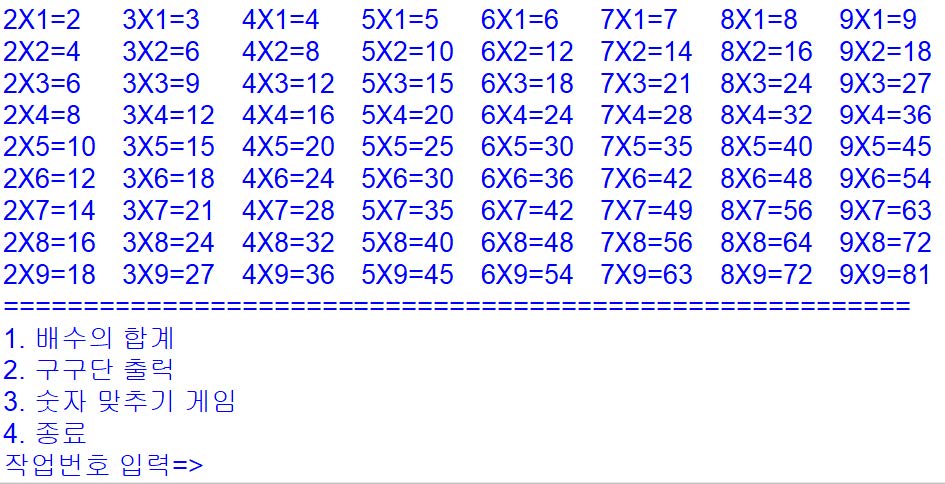 2X1=2 3X1=3 4X1=4 5X1=5 6X1=6 7X1=7 8X1=8 9X1=9
2X2=4 3X2=6 4X2=8 5X2=10 6X2=12 7X2=14 8X2=16 9X2=18
2X3=6 3X3=9 4X3=12 5X3=15 6X3=18 7X3=21 8X3=24 9X3=27
2X4=8 3X4=12 4X4=16 5X4=20 6X4=24 7X4=28 8X4=32 9X4=36
2X5=10 3X5=15 4X5=20 5X5=25 6X5=30 7X5=35 8X5=40 9X5=45
2X6=12 3X6=18 4X6=24 5X6=30 6X6=36 7X6=42 8X6=48 9X6=54
2X7=14 3X7=21 4X7=28 5X7=35 6X7=42 7X7=49 8X7=56 9X7=63
2X8=16 3X8=24 4X8=32 5X8=40 6X8=48 7X8=56 8X8=64 9X8=72
2X9=18 3X9=27 4X9=36 5X9=45 6X9=54 7X9=63 8X9=72 9X9=81
=========================================================
1. 배수의 합계
2. 구구단 출력
3. 숫자 맞추기 게임
4. 종료
작업번호 입력=>